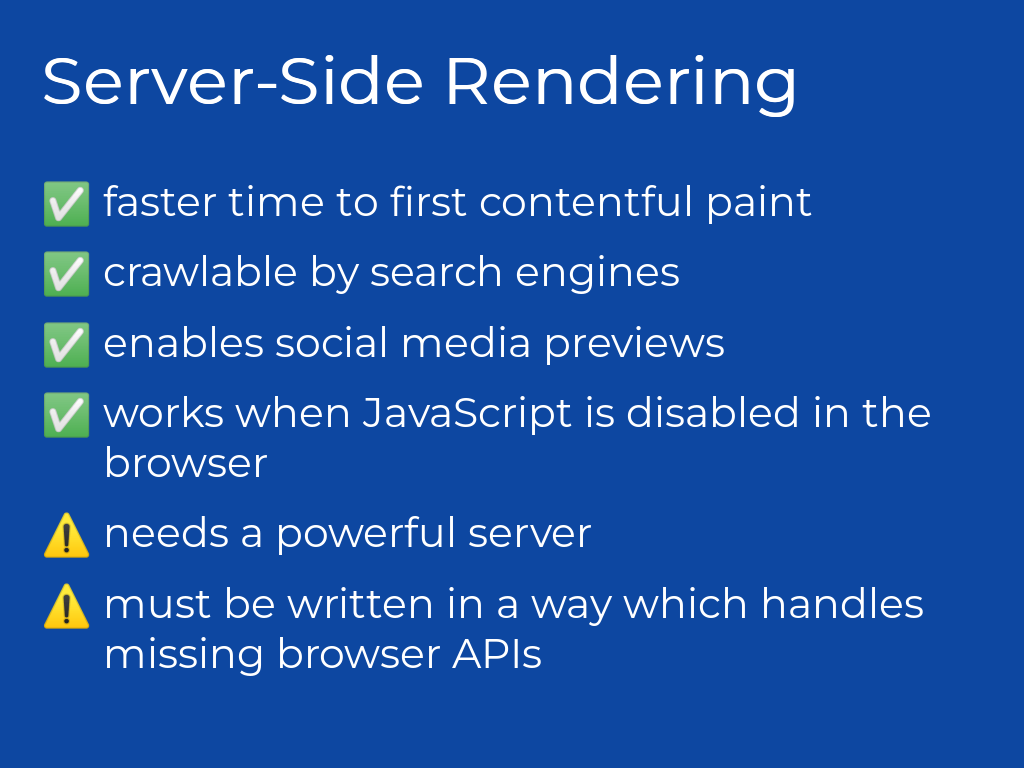 Server-Side Rendering
✅ faster time to first contentful paint
✅ crawlable by search engines
✅ enables social media previews
✅ works when JavaScript is disabled in the
browser
⚠️ needs a powerful server
⚠️ must be written in a way which handles
missing browser APIs